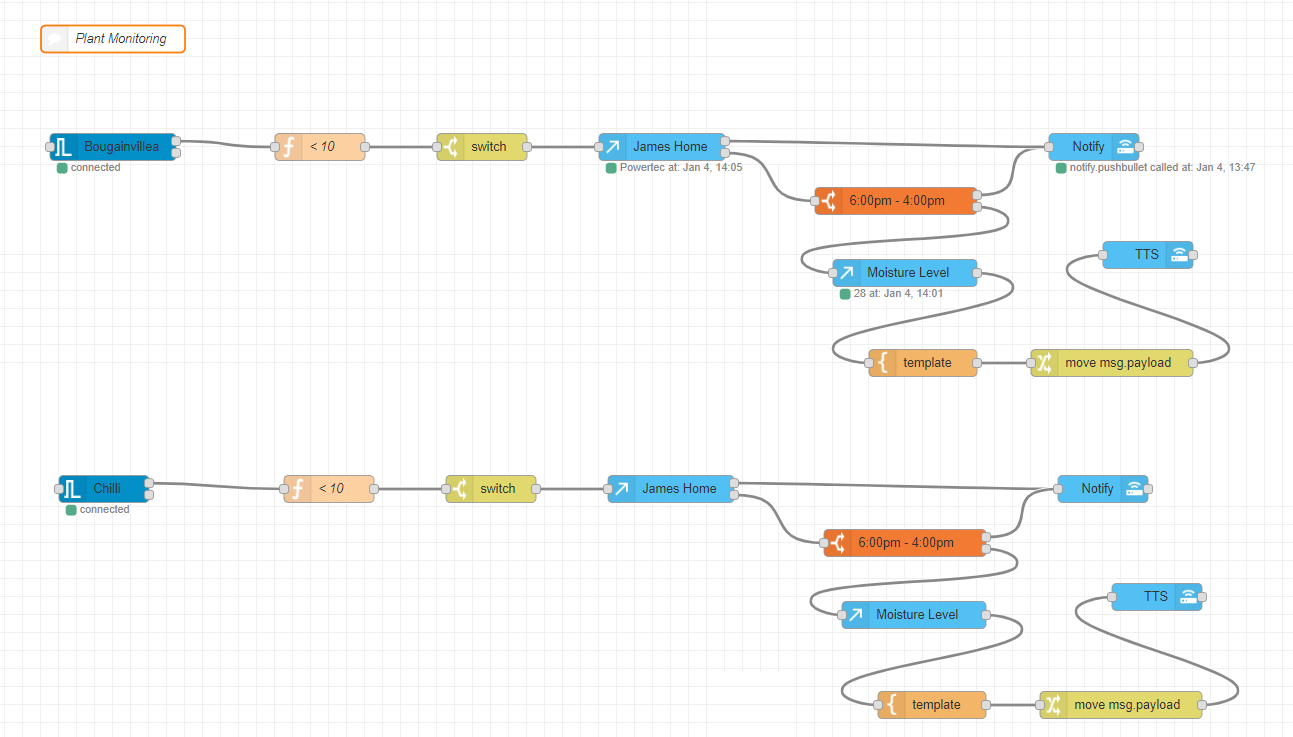 Plant Monitoring
Bougainvillea
connected
< 10
switch
James Home
Powertec at: Jan 4, 14:05
Notify
notify.pushbullet called at: Jan 4, 13:47
6:00pm - 4:00pm
TTS
Moisture Level
28 at: Jan 4, 14:01
template
move msg.payload
Chilli
connected
< 10
switch
James Home
Notify
6:00pm - 4:00pm
TTS
Moisture Level
template
move msg.payload